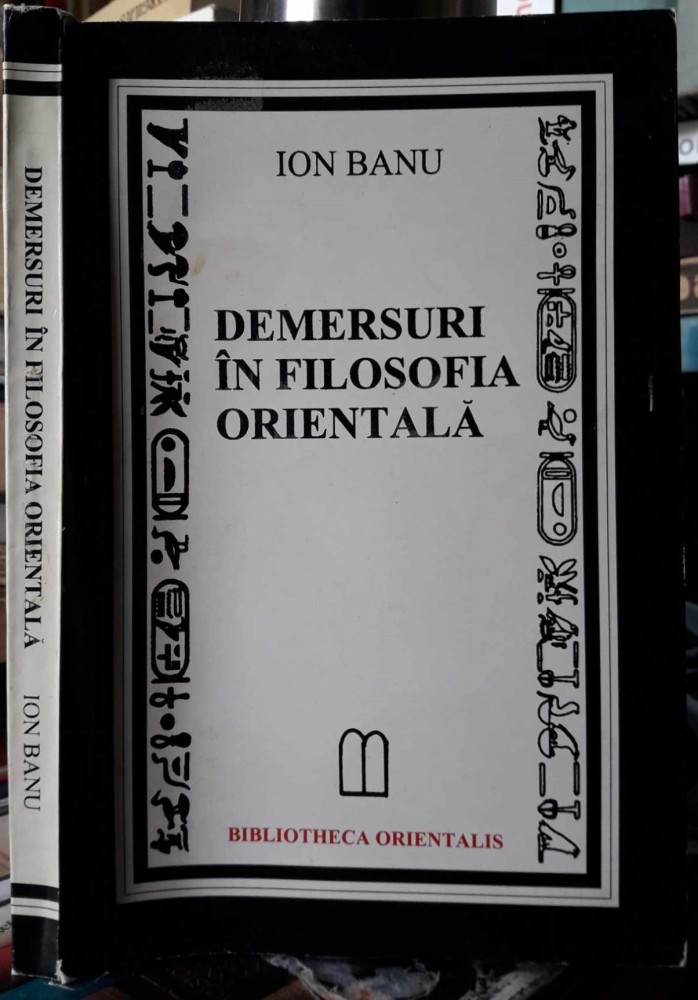 DEMERSURI ÎN FILOSOFIA ORIENTALĂ ION BANU
ION BANU
DEMERSURI
ÎN FILOSOFIA
ORIENTALĂ
B
BIBLIOTHECA ORIENTALIS